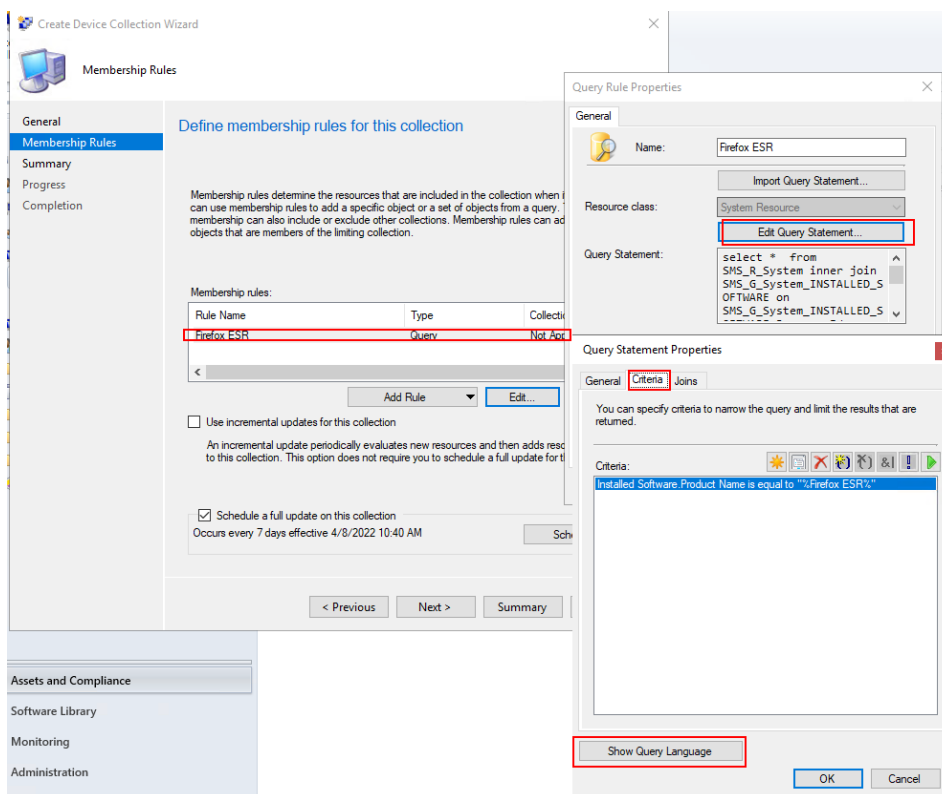 Create Device Collection Wizard
Membership Rules
General
Membership Rules
Summary
Progress
Completion
Define membership rules for this collection
Membership rules determine the resources that are included in the collection when
can use membership rules to add a specific object or a set of objects from a query.
membership can also include or exclude other collections. Membership rules can ad
objects that are members of the limiting collection.
Membership rules:
Rule Name Type Collectio
Firefox ESR Query Not App
Add Rule Edit...
Use incremental updates for this collection
An incremental update periodically evaluates new resources and then adds reso
to this collection. This option does not require you to schedule a full update for t
Schedule a full update on this collection
Occurs every 7 days effective 4/8/2022 10:40 AM
Sch
< Previous Next > Summary
Assets and Compliance
Software Library
Monitoring
Administration
Query Rule Properties
General
Name: Firefox ESR
Import Query Statement...
Resource class: System Resource
Edit Query Statement...
Query Statement:
select * from
SMS_R_System inner join
SMS_G_System_INSTALLED_S
OFTWARE on
SMS_G_System_INSTALLED_S
Query Statement Properties
General Criteria Joins
You can specify criteria to narrow the query and limit the results that are
returned.
Criteria:
Installed Software.Product Name is equal to "%Firefox ESR%"
Show Query Language
OK Cancel